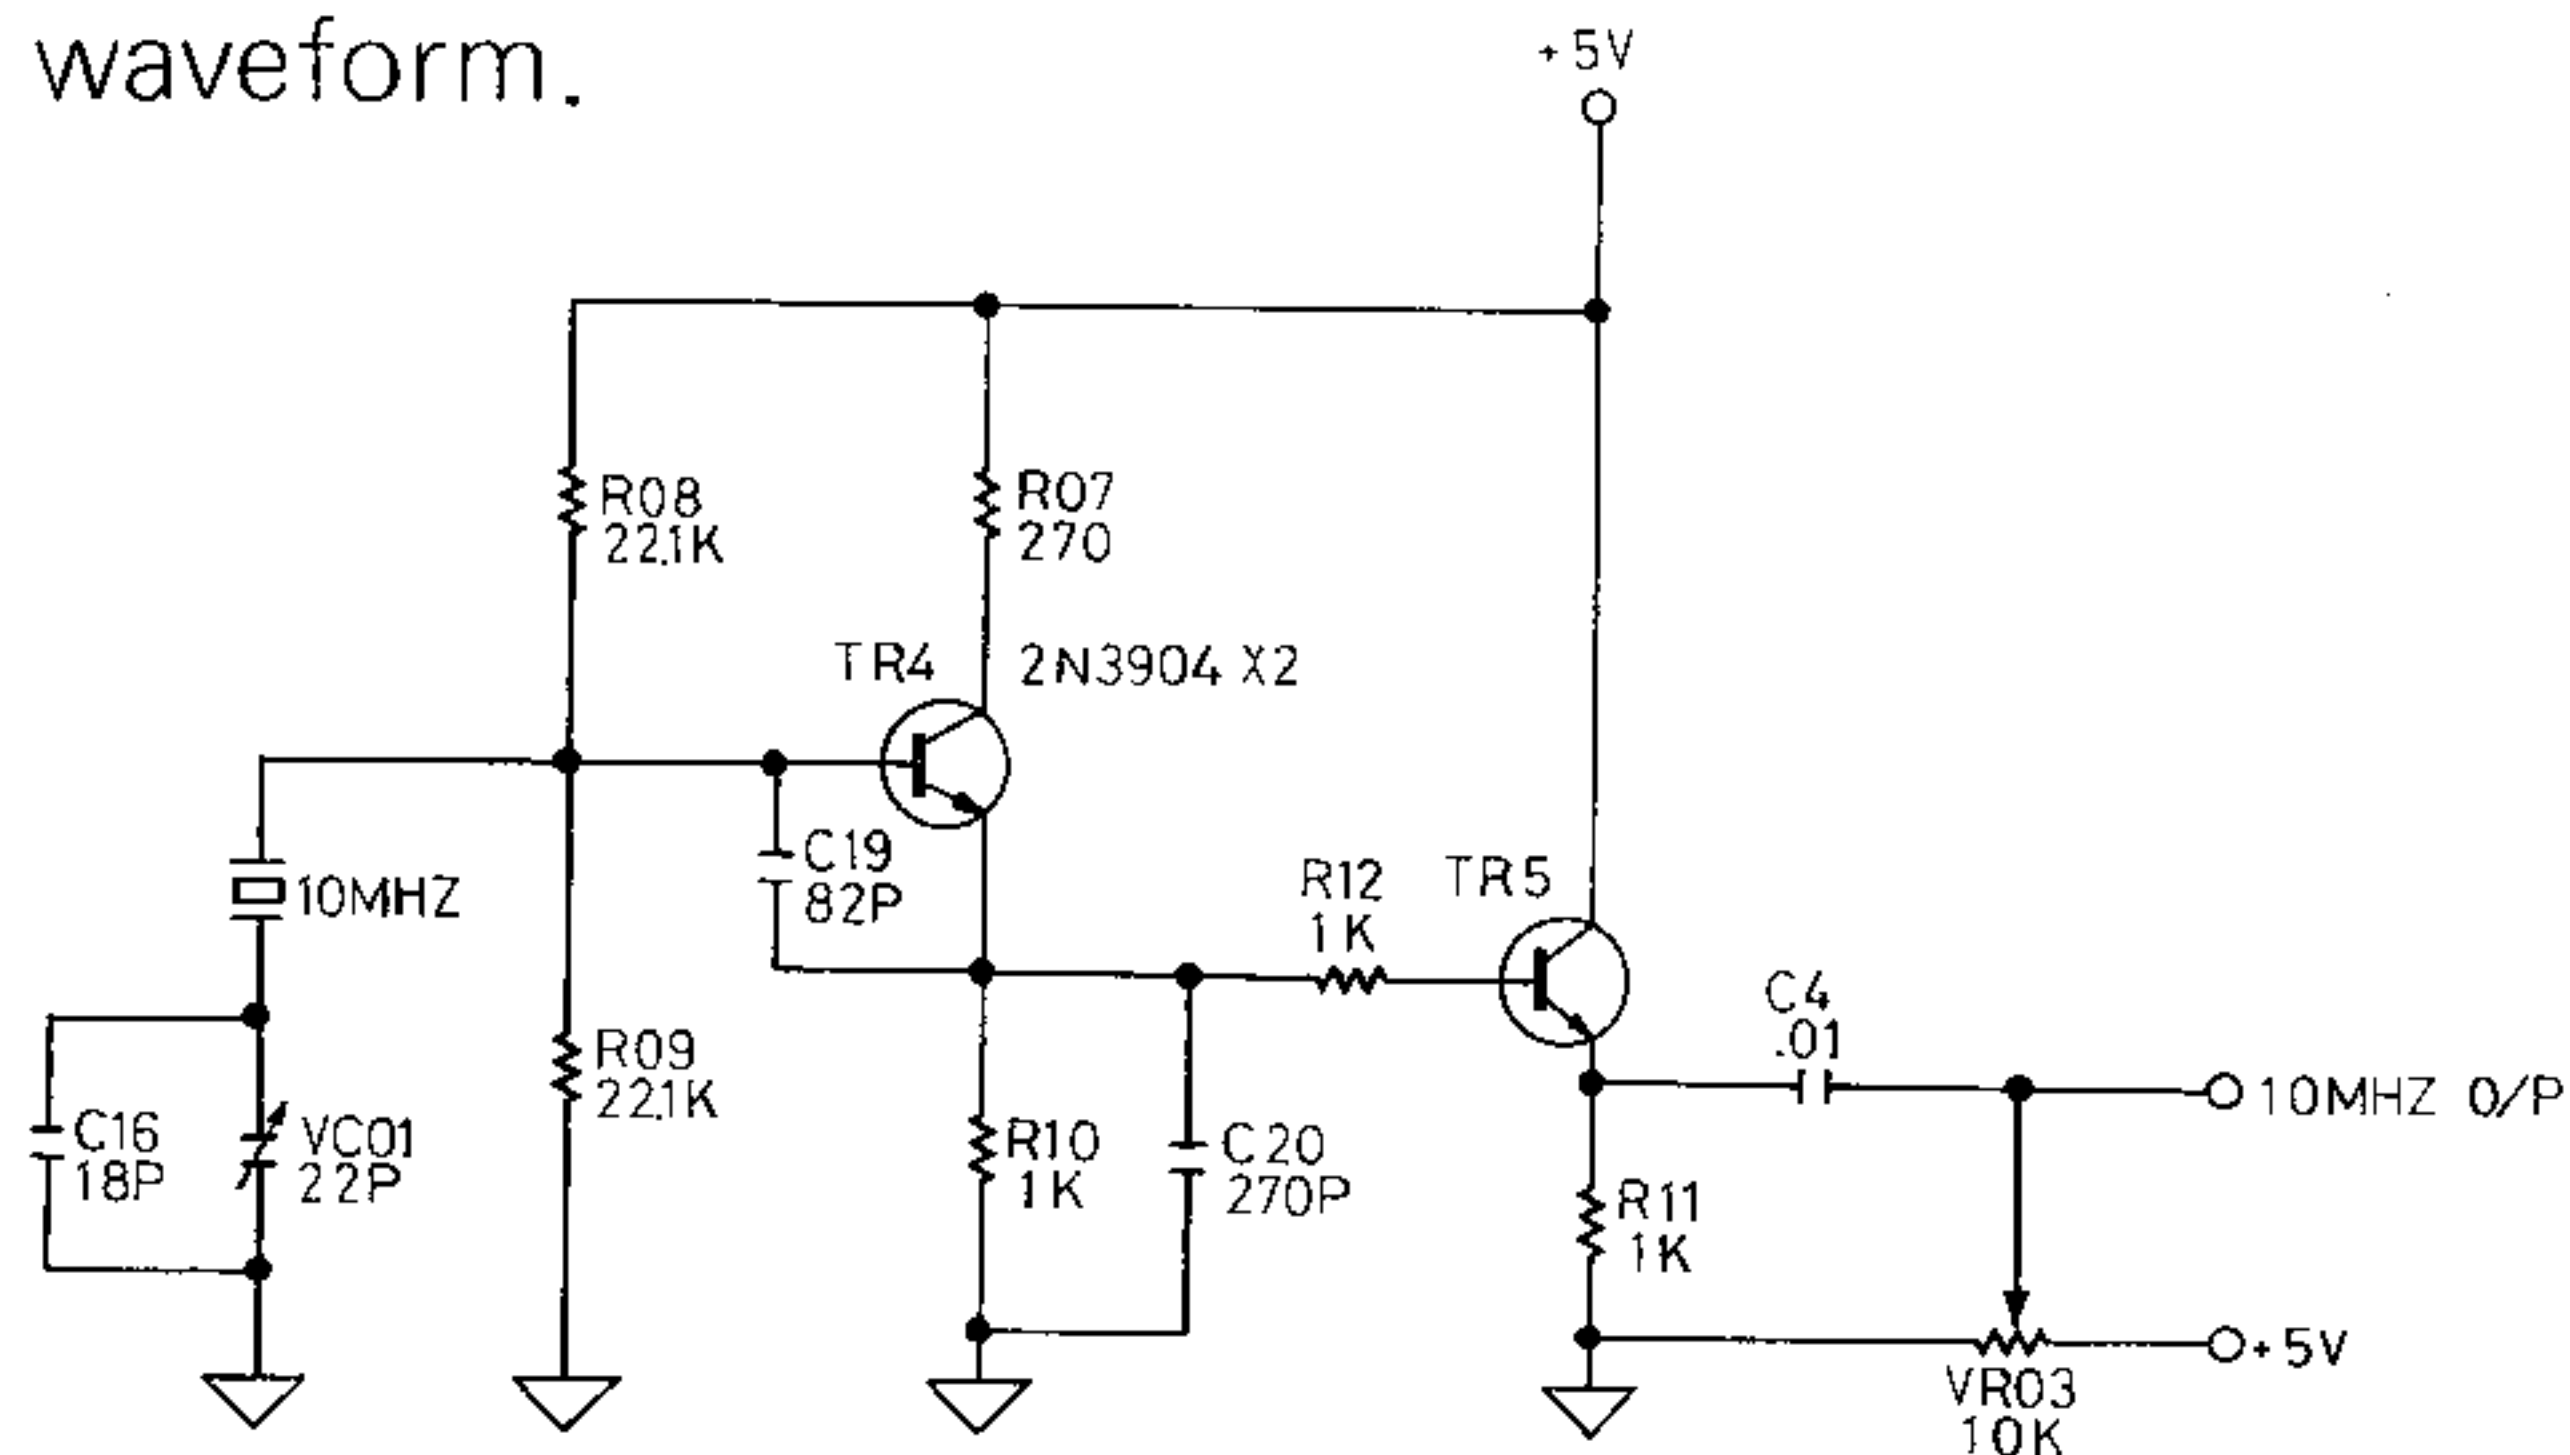 waveform.
+5V
R08
22.1K
R07
270
TR4
2N3904 X2
10MHZ
C19
82P
R12
1K
TR5
C4
.01
10MHZ O/P
C16
18P
VC01
22P
R09
22.1K
R10
1K
C20
270P
R11
1K
+5V
VR03
10K